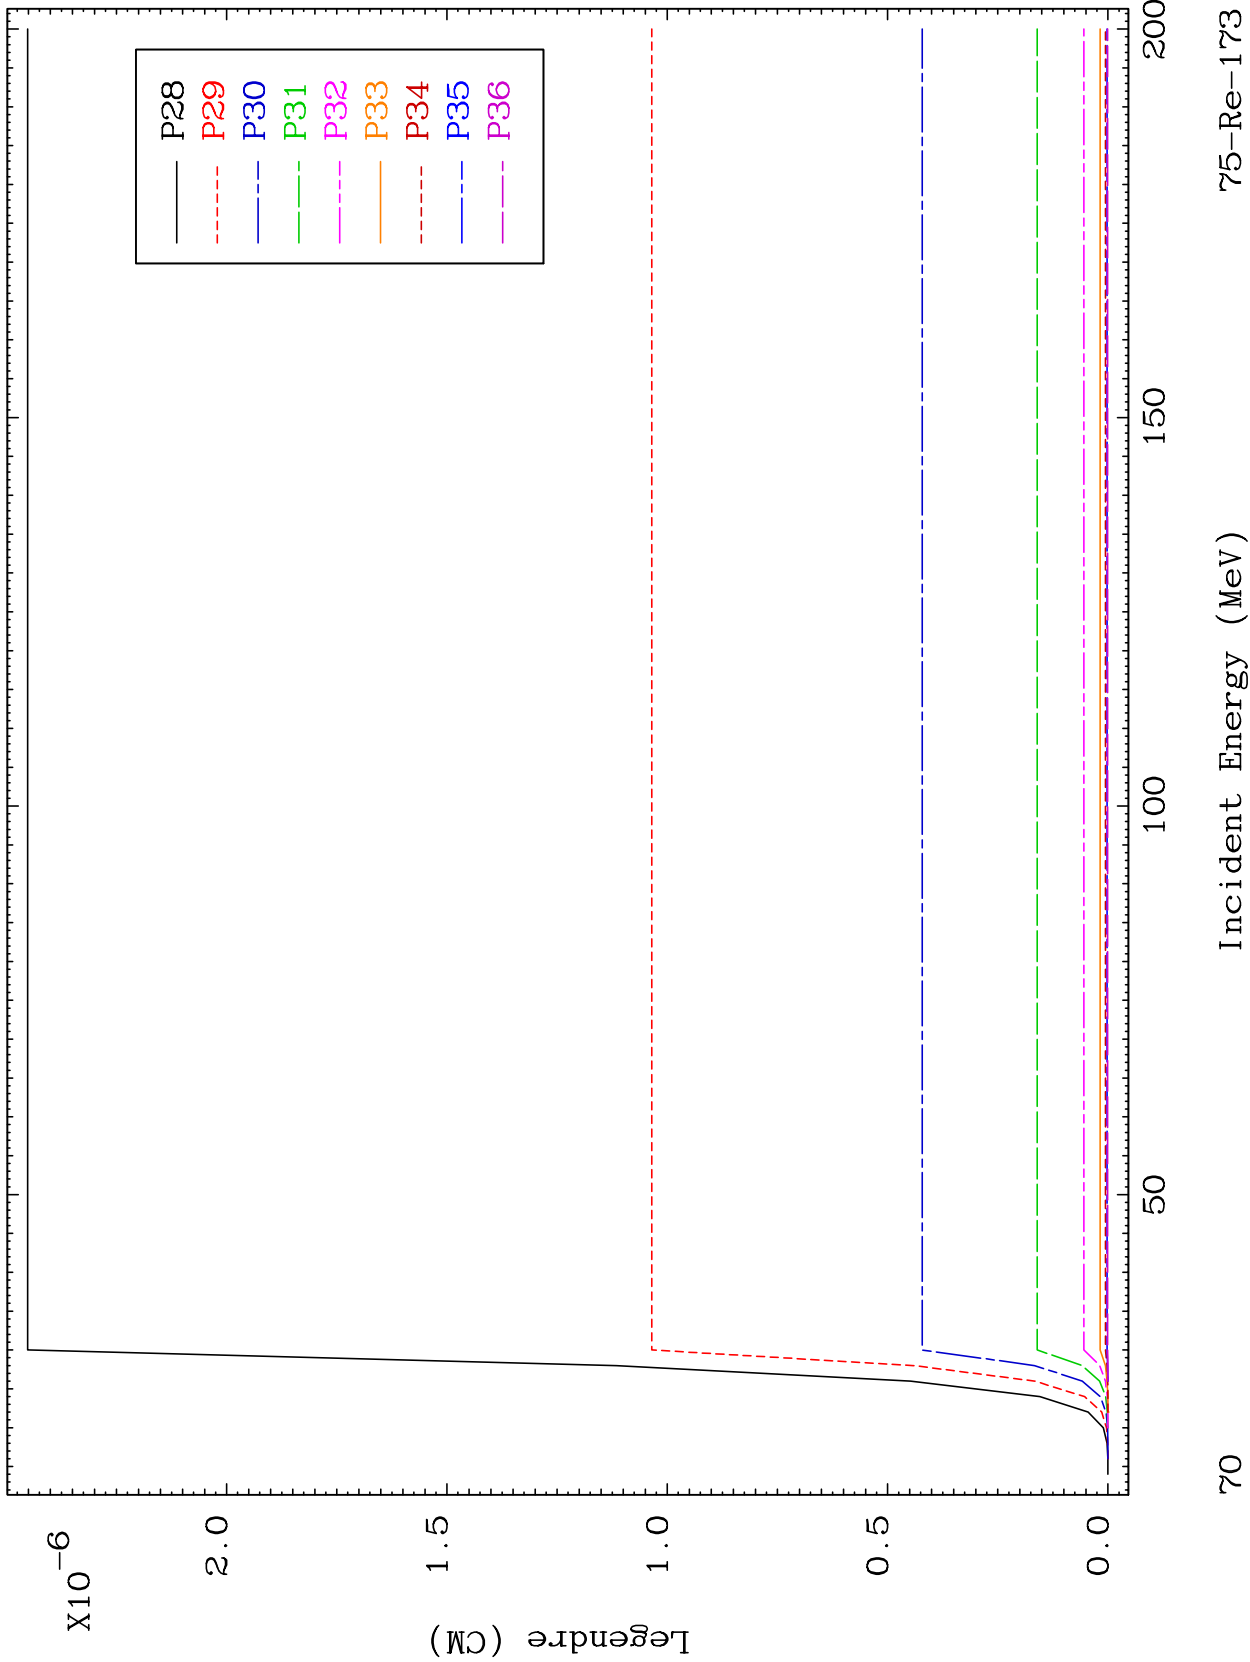 X10-6
2.0
1.5
1.0
0.5
0.0
Legendre (CM)
P28
P29
P30
P31
P32
P33
P34
P35
P36
50
100
150
200
Incident Energy (MeV)
70
75-Re-173